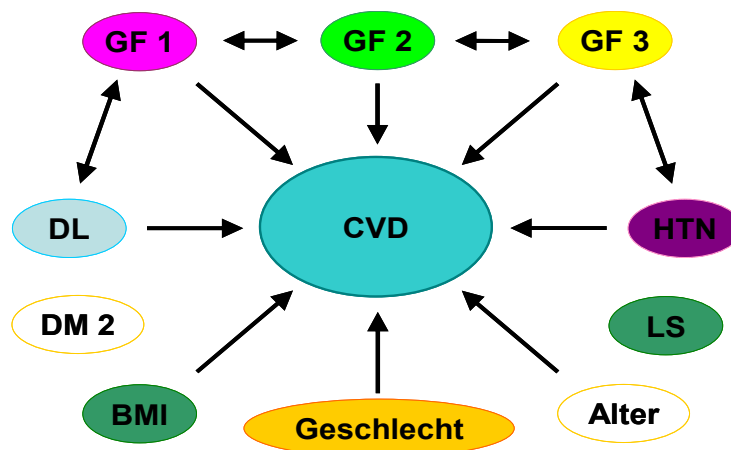 GF 1
GF 2
GF 3
DL
CVD
HTN
DM 2
LS
BMI
Geschlecht
Alter